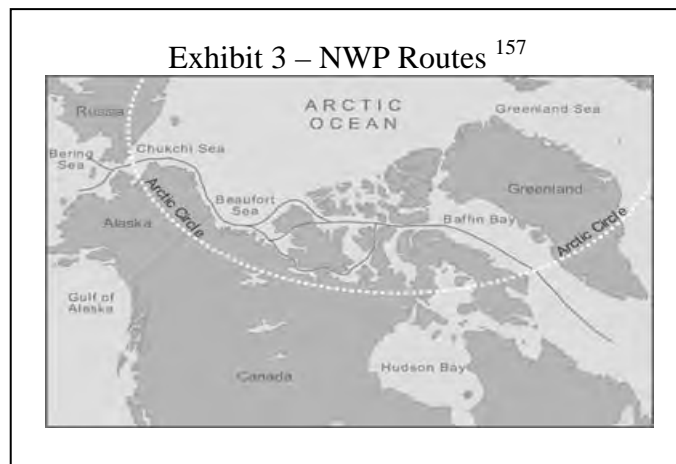 Exhibit 3 – NWP Routes 157
ARCTIC
OCEAN
Greenland Sea
Russia
Bering
Sea
Chukchi Sea
Arctic Circle
Beaufort
Sea
Greenland
Baffin Bay
Arctic Circle
Alaska
Gulf of
Alaska
Canada
Hudson Bay